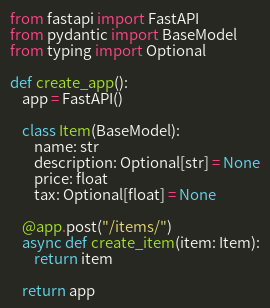 from fastapi import FastAPI
from pydantic import BaseModel
from typing import Optional

def create_app():
    app = FastAPI()

    class Item(BaseModel):
        name: str
        description: Optional[str] = None
        price: float
        tax: Optional[float] = None

    @app.post("/items/")
    async def create_item(item: Item):
        return item

    return app